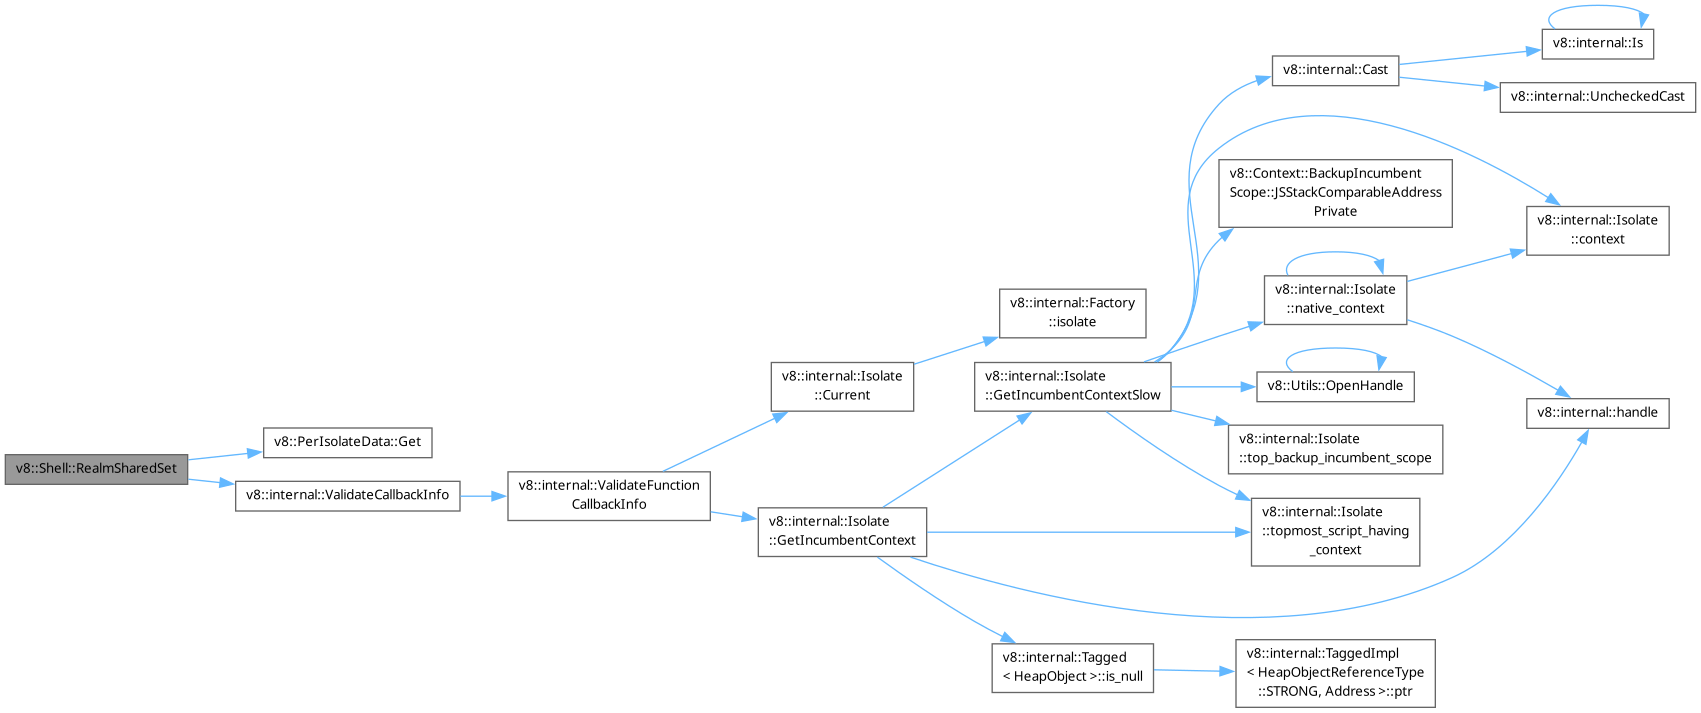 v8::Shell::RealmSharedSet
v8::PerIsolateData::Get
v8::internal::ValidateCallbackInfo
v8::internal::ValidateFunction
CallbackInfo
v8::internal::Isolate
::Current
v8::internal::Factory
::isolate
v8::internal::Isolate
::GetIncumbentContext
v8::internal::Isolate
::GetIncumbentContextSlow
v8::internal::Cast
v8::internal::Is
v8::internal::UncheckedCast
v8::Context::BackupIncumbent
Scope::JSStackComparableAddress
Private
v8::internal::Isolate
::context
v8::internal::Isolate
::native_context
v8::internal::handle
v8::Utils::OpenHandle
v8::internal::Isolate
::top_backup_incumbent_scope
v8::internal::Isolate
::topmost_script_having
_context
v8::internal::Tagged
< HeapObject >::is_null
v8::internal::TaggedImpl
< HeapObjectReferenceType
::STRONG, Address >::ptr